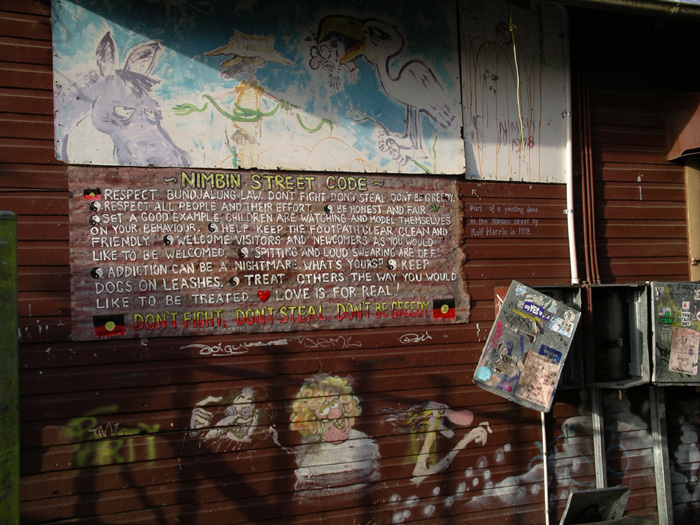 NIMBIN
1978
~ NIMBIN STREET CODE ~
RESPECT BUNDJALUNG LAW. DON'T FIGHT. DON'T STEAL. DON'T BE GREEDY.
RESPECT ALL PEOPLE AND THEIR EFFORT. BE HONEST AND FAIR
SET A GOOD EXAMPLE CHILDREN ARE WATCHING AND MODEL THEMSELVES
ON YOUR BEHAVIOUR. HELP KEEP THE FOOTPATH CLEAR CLEAN AND
FRIENDLY. WELCOME VISITORS AND NEWCOMERS AS YOU WOULD
LIKE TO BE WELCOMED. SPITTING AND LOUD SWEARING ARE OFF.
ADDICTION CAN BE A NIGHTMARE WHAT'S YOURS? KEEP
DOGS ON LEASHES. TREAT OTHERS THE WAY YOU WOULD
LIKE TO BE TREATED. LOVE IS FOR REAL!
DON'T FIGHT, DON'T STEAL, DON'T BE GREEDY
Part of a painting done
in the Nimbin street by
Rolf Harris in 1978.
PARTY